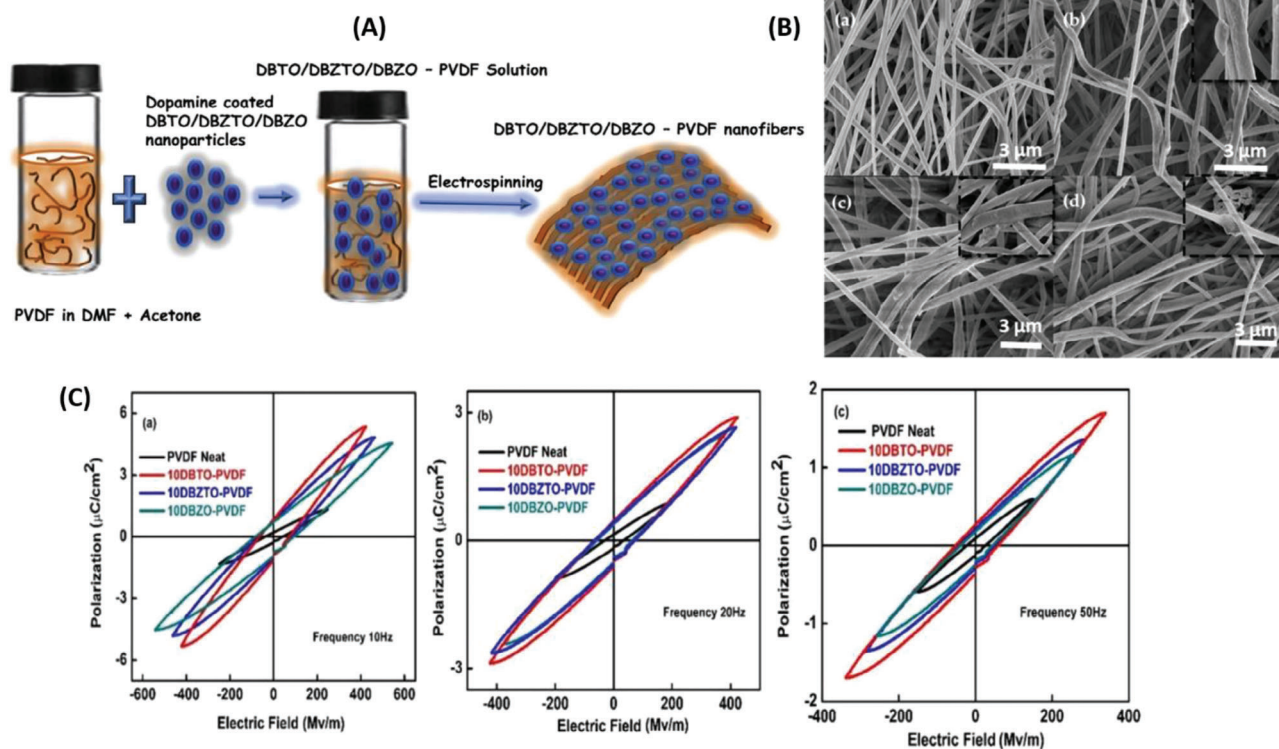 (A)
DBTO/DBZTO/DBZO – PVDF Solution
Dopamine coated
DBTO/DBZTO/DBZO
nanoparticles
DBTO/DBZTO/DBZO – PVDF nanofibers
Electrospinning
PVDF in DMF + Acetone
(B)
(a)
3 μm
(b)
3 μm
(c)
3 μm
(d)
3 μm
(C)
(a)
PVDF Neat
10DBTO-PVDF
10DBZTO-PVDF
10DBZO-PVDF
Frequency 10Hz
Polarization (μC/cm²)
6
3
0
-3
-6
-600 -400 -200 0 200 400 600
Electric Field (Mv/m)
(b)
PVDF Neat
10DBTO-PVDF
10DBZTO-PVDF
10DBZO-PVDF
Frequency 20Hz
Polarization (μC/cm²)
3
0
-3
-400 -200 0 200 400
Electric Field (Mv/m)
(c)
PVDF Neat
10DBTO-PVDF
10DBZTO-PVDF
10DBZO-PVDF
Frequency 50Hz
Polarization (μC/cm²)
2
1
0
-1
-2
-400 -200 0 200 400
Electric Field (Mv/m)